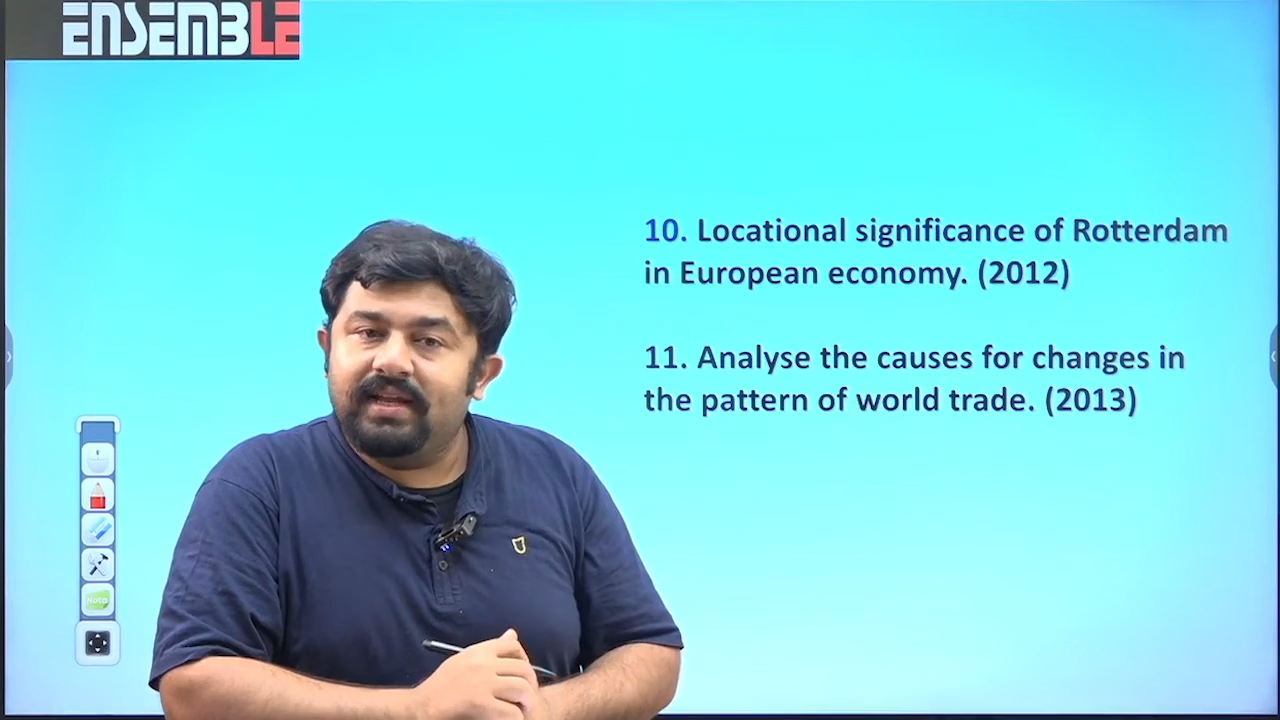 ENSEMBLE
10. Locational significance of Rotterdam
in European economy. (2012)
11. Analyse the causes for changes in
the pattern of world trade. (2013)
Note